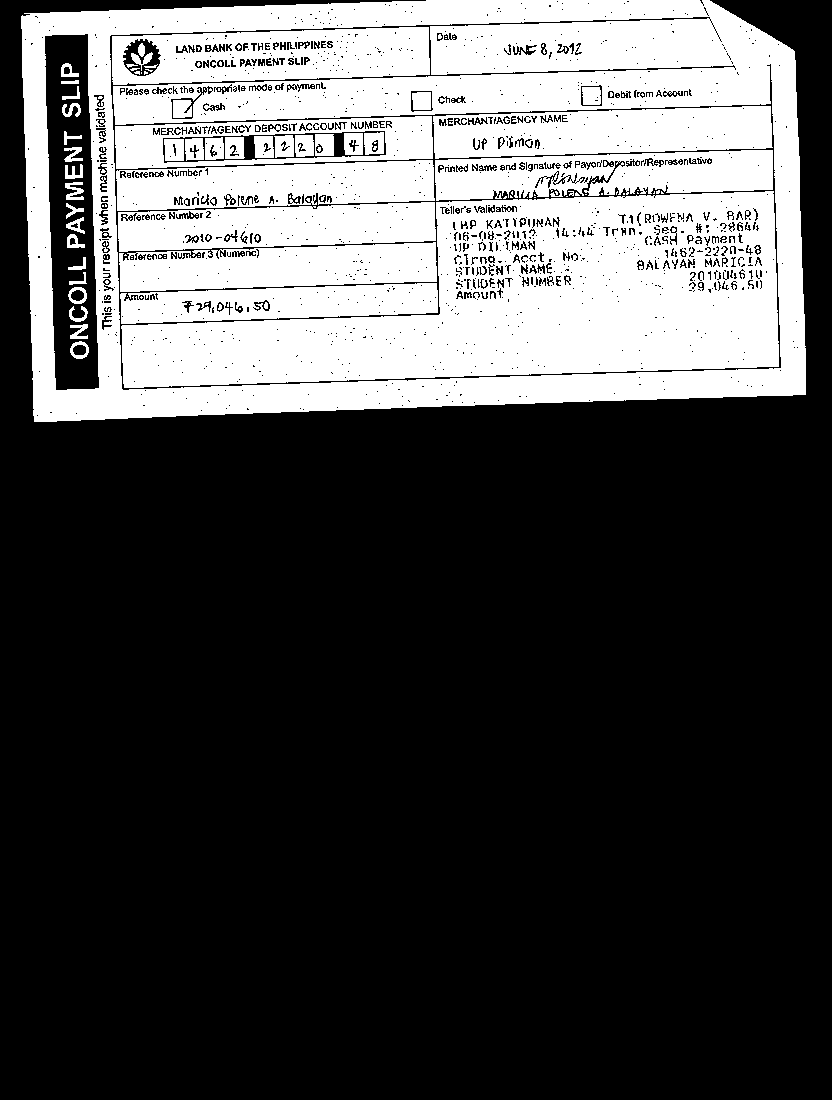 ONCOLL PAYMENT SLIP
This is your receipt when machine validated
LAND BANK OF THE PHILIPPINES
ONCOLL PAYMENT SLIP
Date
JUNE 8, 2012
Please check the appropriate mode of payment.
Cash
Check
Debit from Account
MERCHANT/AGENCY DEPOSIT ACCOUNT NUMBER
1 4 6 2 2 2 2 0 4 8
MERCHANT/AGENCY NAME
UP Diliman
Reference Number 1
Maricia Polene A. Balayan
Printed Name and Signature of Payor/Depositor/Representative
MARICIA POLENE A. BALAYAN
Reference Number 2
2010-04610
Reference Number 3 (Numeric)
Amount
₱29,046.50
Teller's Validation
LBP KATIPUNAN T1(ROWENA V. BAR)
06-08-2012 14:44 Tran. Seq. #: 28644
UP DILIMAN CASH Payment
Clrng. Acct. No. 1462-2220-48
STUDENT NAME : BALAYAN MARICIA
STUDENT NUMBER 201004610
Amount 29,046.50